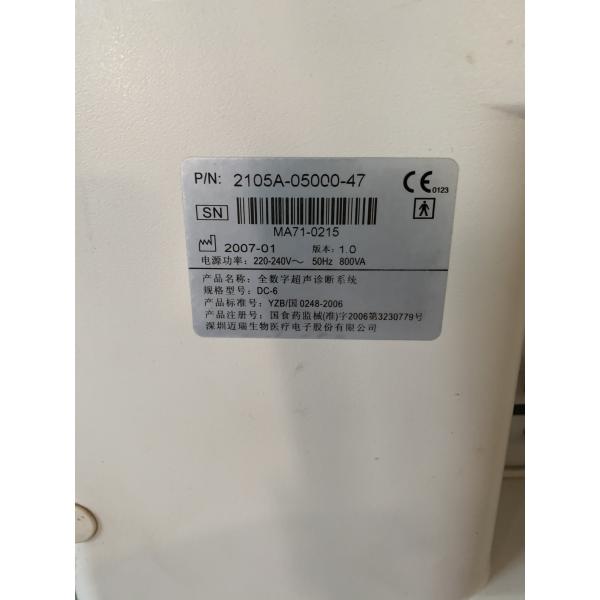 P/N: 2105A-05000-47
CE 0123
SN
MA71-0215
2007-01 版本: 1.0
电源功率: 220-240V～ 50Hz 800VA
产品名称: 全数字超声诊断系统
规格型号: DC-6
产品标准号: YZB/国 0248-2006
产品注册号: 国食药监械(准)字2006第3230779号
深圳迈瑞生物医疗电子股份有限公司